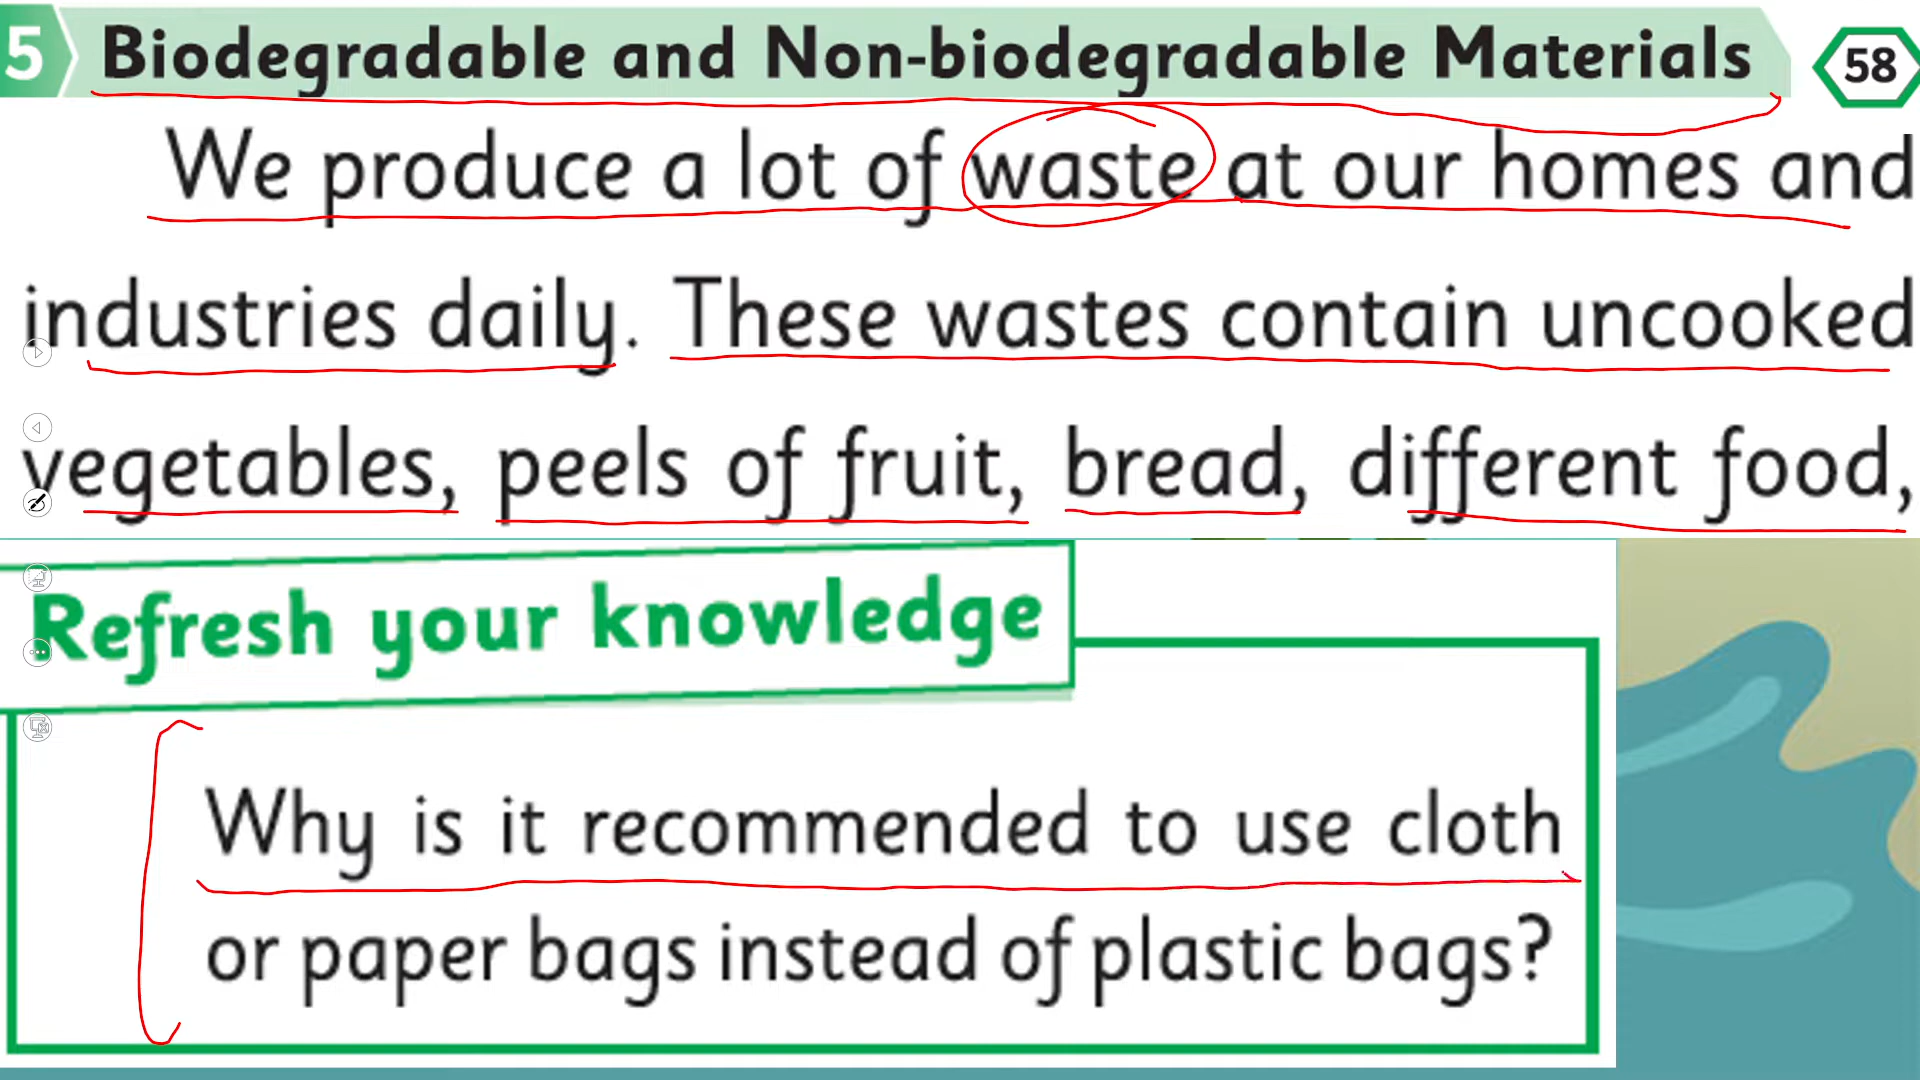 5 Biodegradable and Non-biodegradable Materials 58
We produce a lot of waste at our homes and
industries daily. These wastes contain uncooked
vegetables, peels of fruit, bread, different food,
Refresh your knowledge
Why is it recommended to use cloth
or paper bags instead of plastic bags?